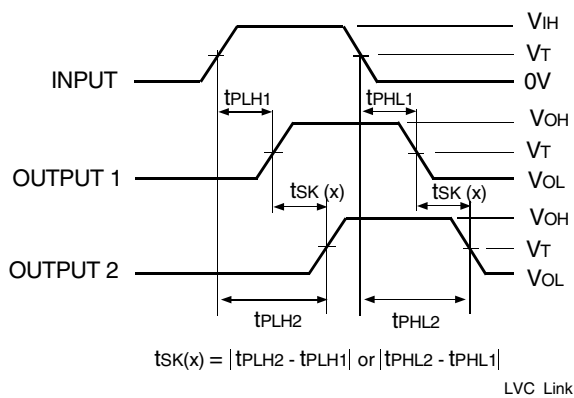 VIH
VT
INPUT
0V
tPLH1
tPHL1
VOH
VT
OUTPUT 1
tSK (x)
tSK (x)
VOL
VOH
VT
OUTPUT 2
VOL
tPLH2
tPHL2
tSK(x) = |tPLH2 - tPLH1| or |tPHL2 - tPHL1|
LVC Link